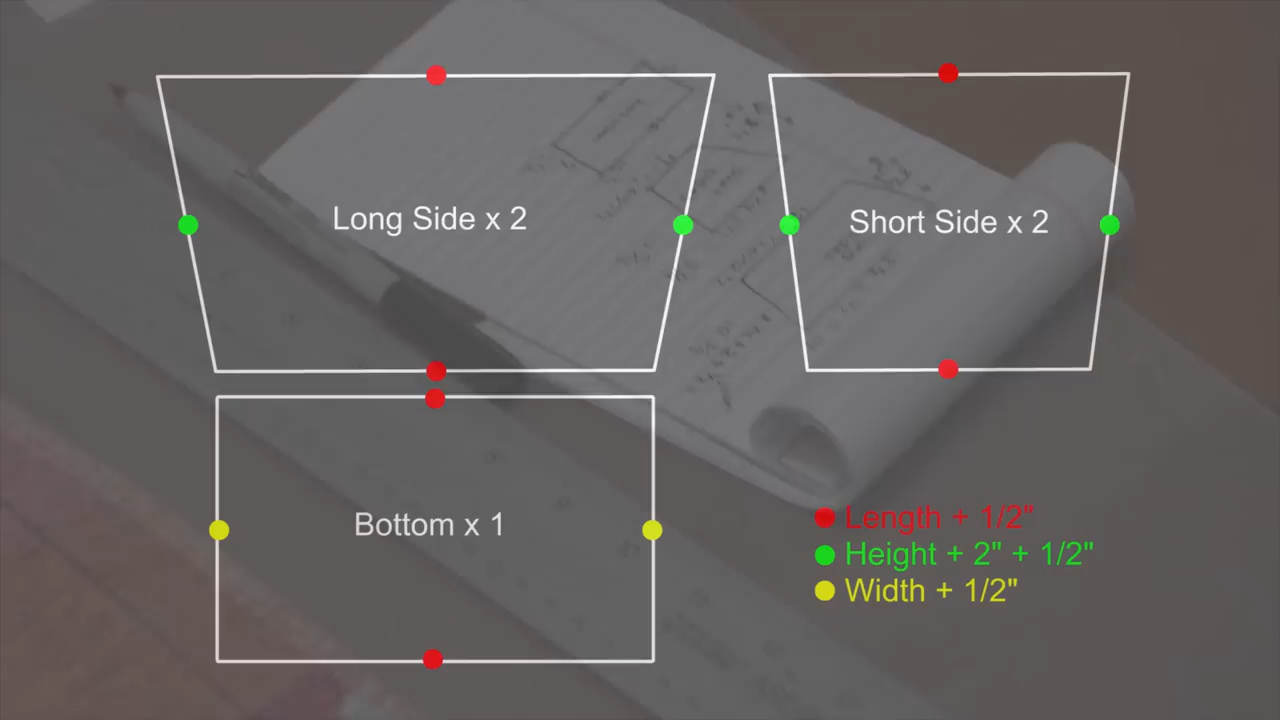 Long Side x 2
Short Side x 2
Bottom x 1
Length + 1/2"
Height + 2" + 1/2"
Width + 1/2"